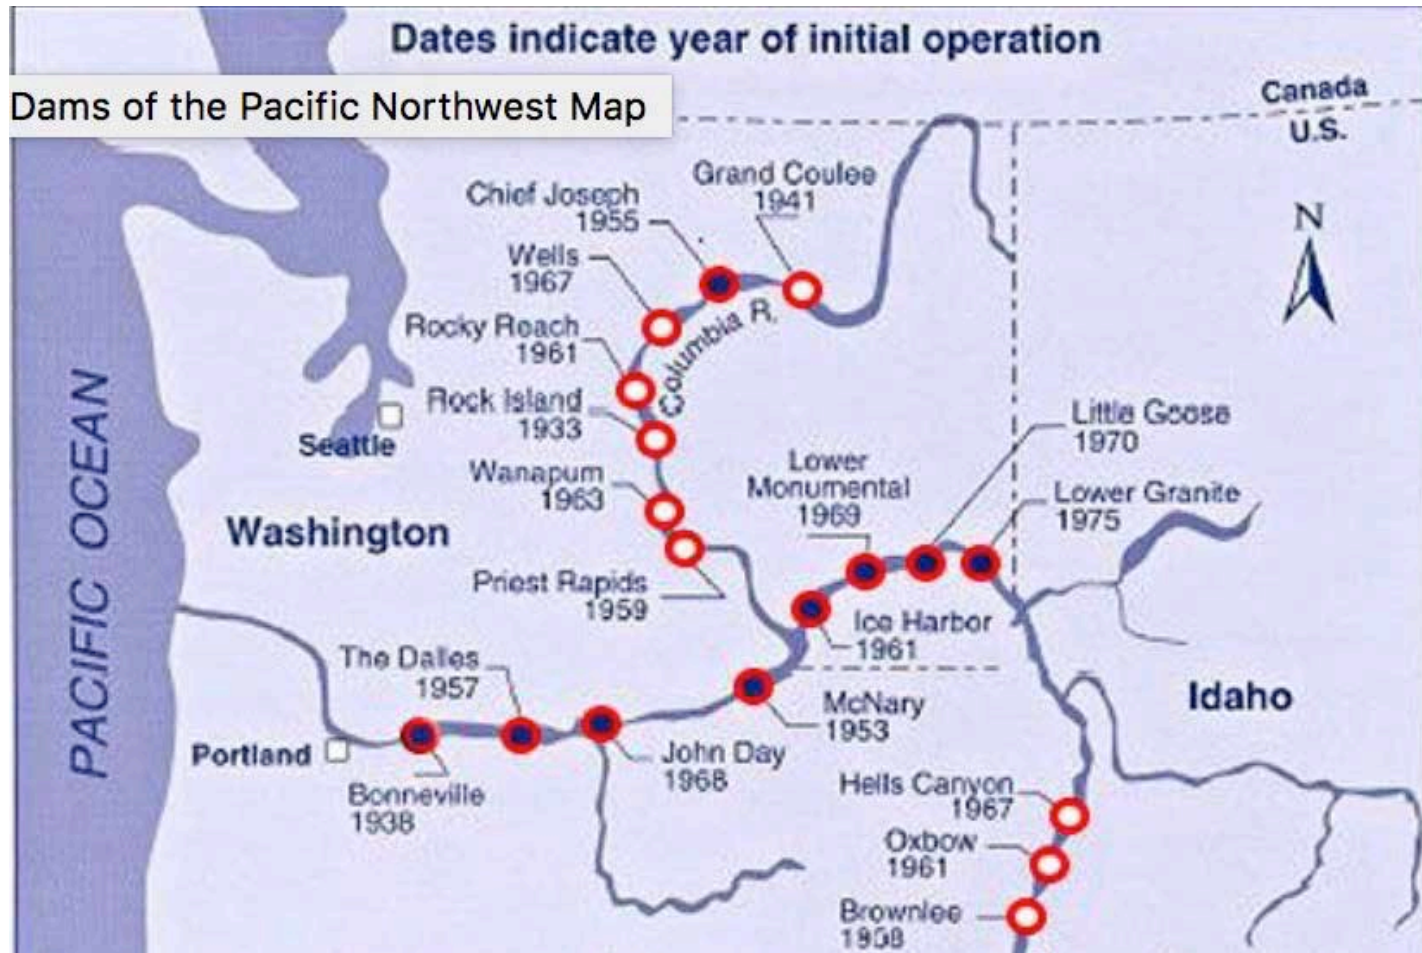 Dates indicate year of initial operation
Dams of the Pacific Northwest Map
Canada
U.S.
N
Grand Coulee
1941
Chief Joseph
1955
Wells
1967
Columbia R.
Rocky Reach
1961
Rock Island
1933
Seattle
Wanapum
1963
Little Goose
1970
Lower
Monumental
1969
Lower Granite
1975
Washington
PACIFIC OCEAN
Priest Rapids
1959
Ice Harbor
1961
The Dalles
1957
McNary
1953
Idaho
Portland
John Day
1968
Bonneville
1938
Hells Canyon
1967
Oxbow
1961
Brownlee
1958